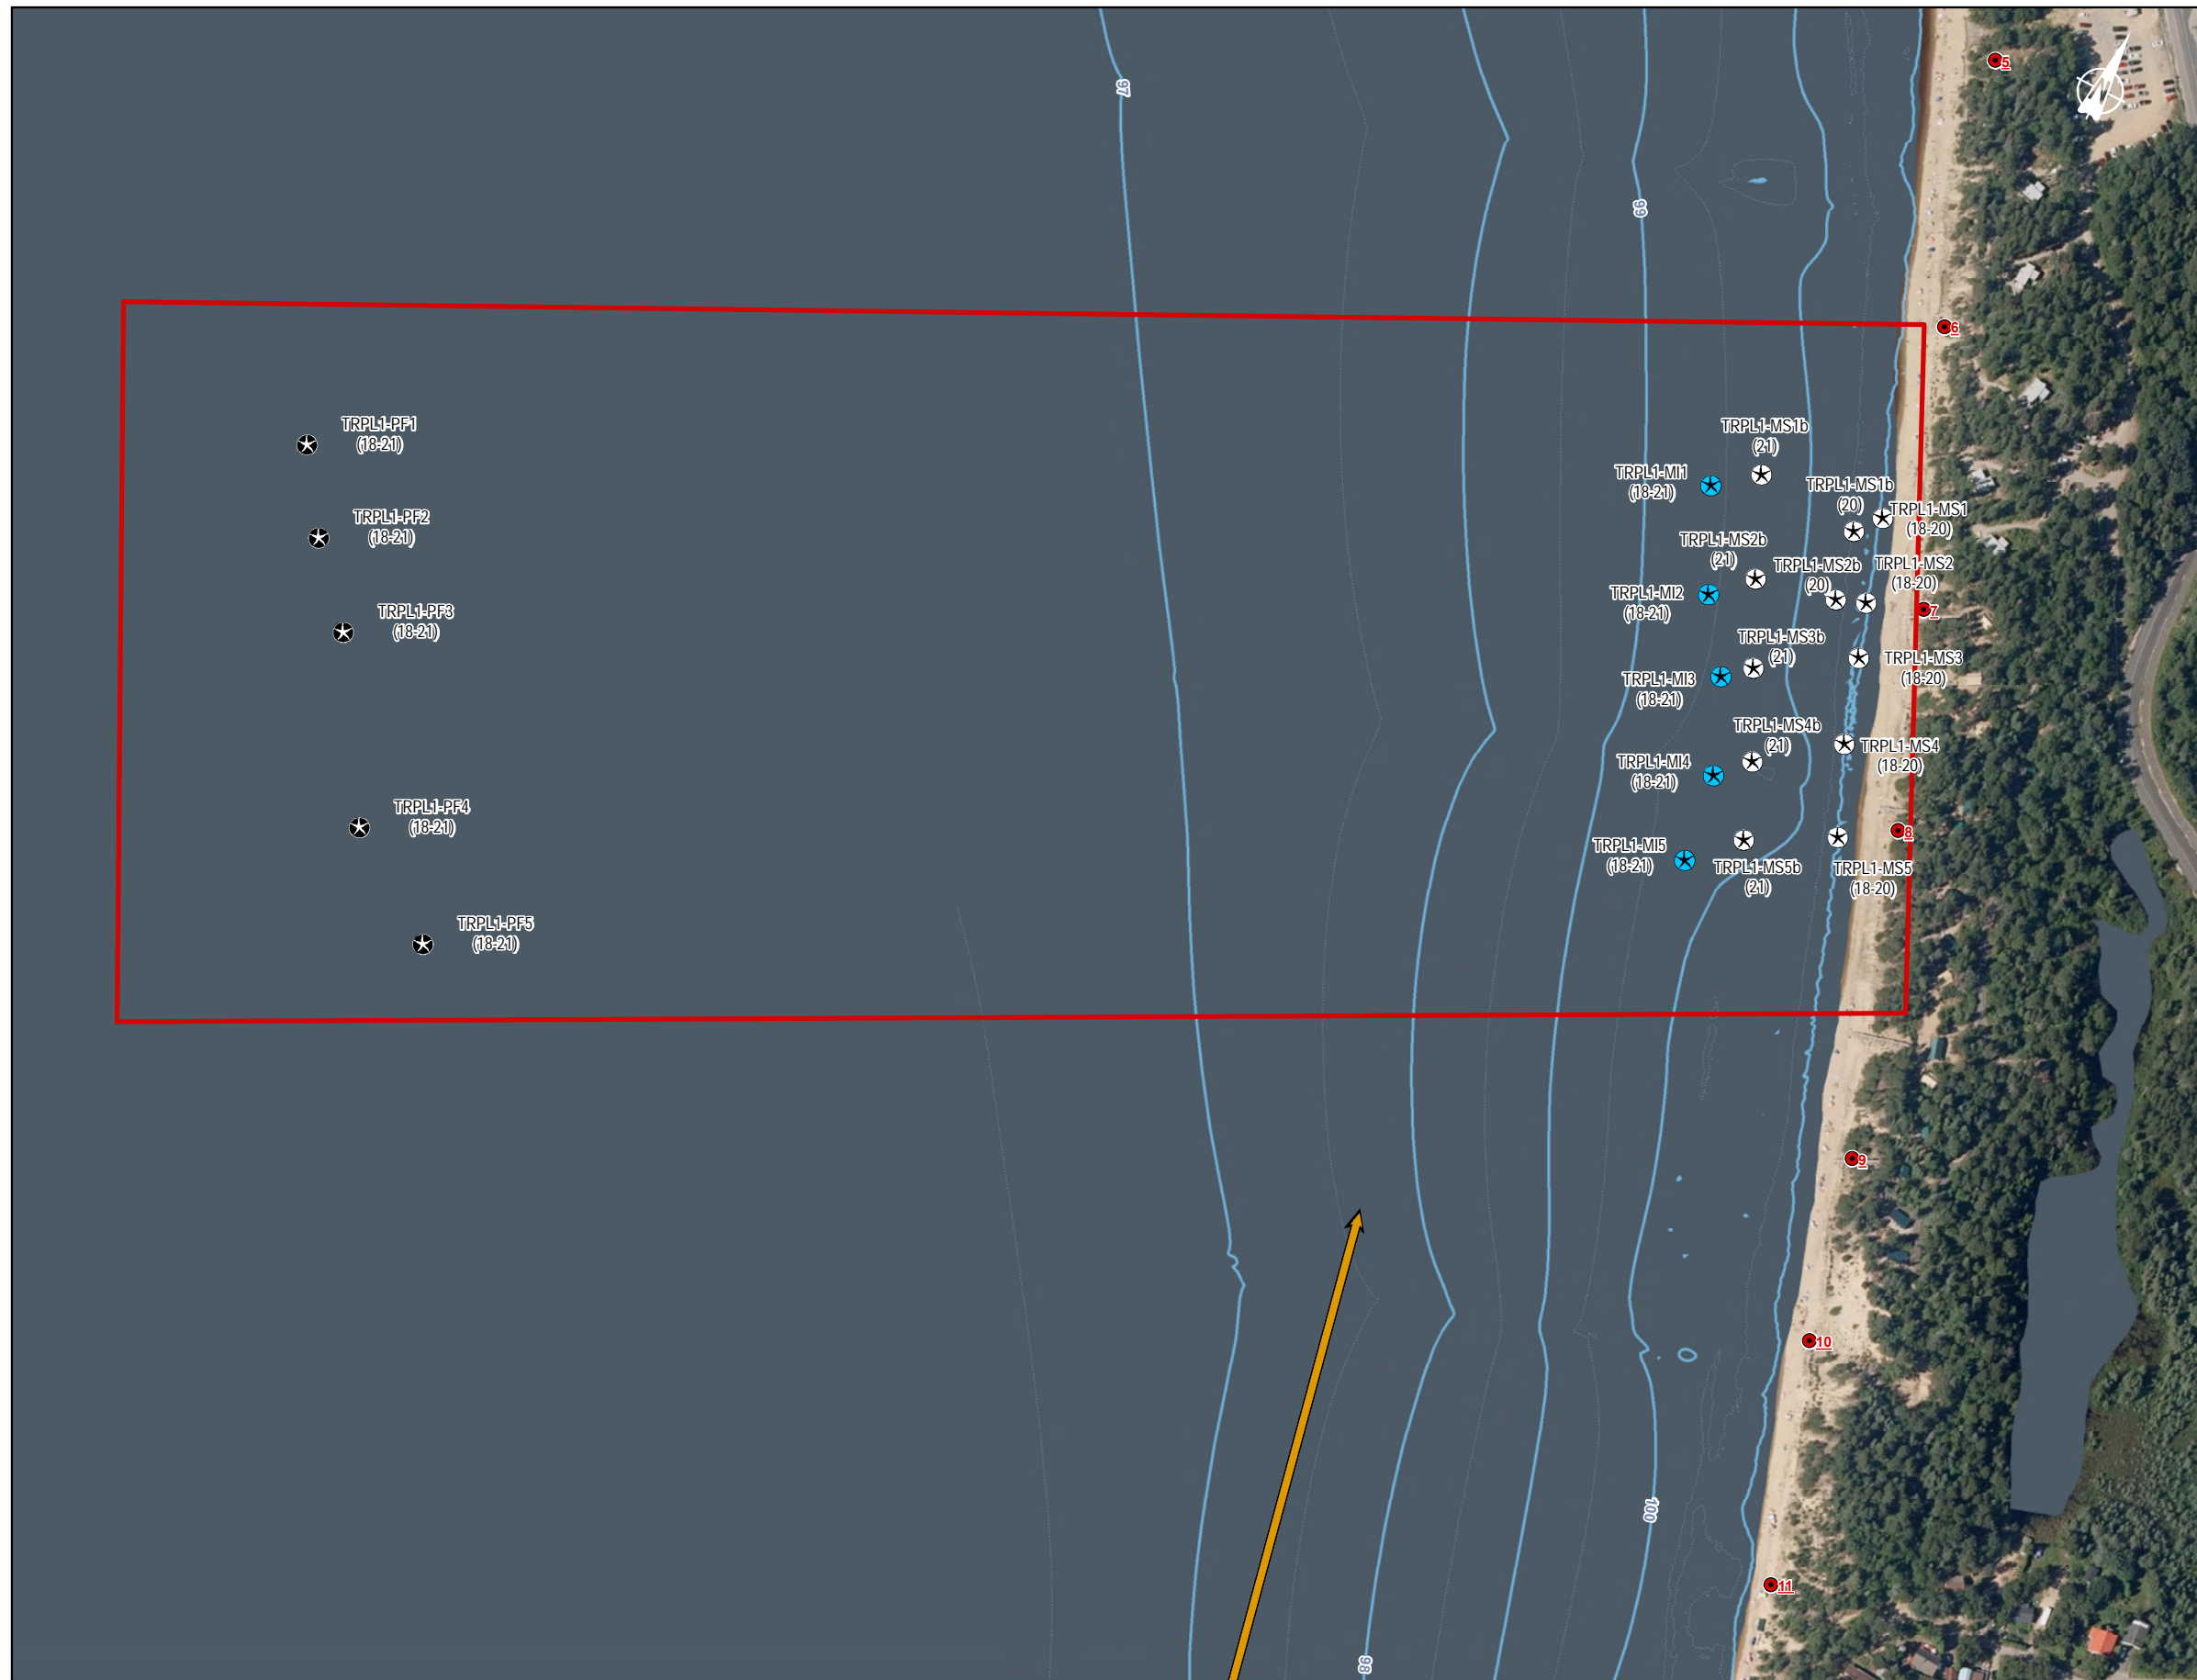 97
5
99
6
TRPL1-PF1
(18-21)
TRPL1-MS1b
(21)
TRPL1-MI1
(18-21)
TRPL1-MS1b
(20)
TRPL1-MS1
(18-20)
TRPL1-PF2
(18-21)
TRPL1-MS2b
(21)
TRPL1-MS2b
(20)
TRPL1-MS2
(18-20)
TRPL1-MI2
(18-21)
7
TRPL1-PF3
(18-21)
TRPL1-MS3b
(21)
TRPL1-MS3
(18-20)
TRPL1-MI3
(18-21)
TRPL1-MS4b
(21)
TRPL1-MS4
(18-20)
TRPL1-MI4
(18-21)
TRPL1-PF4
(18-21)
8
TRPL1-MI5
(18-21)
TRPL1-MS5b
(21)
TRPL1-MS5
(18-20)
TRPL1-PF5
(18-21)
9
10
100
11
98